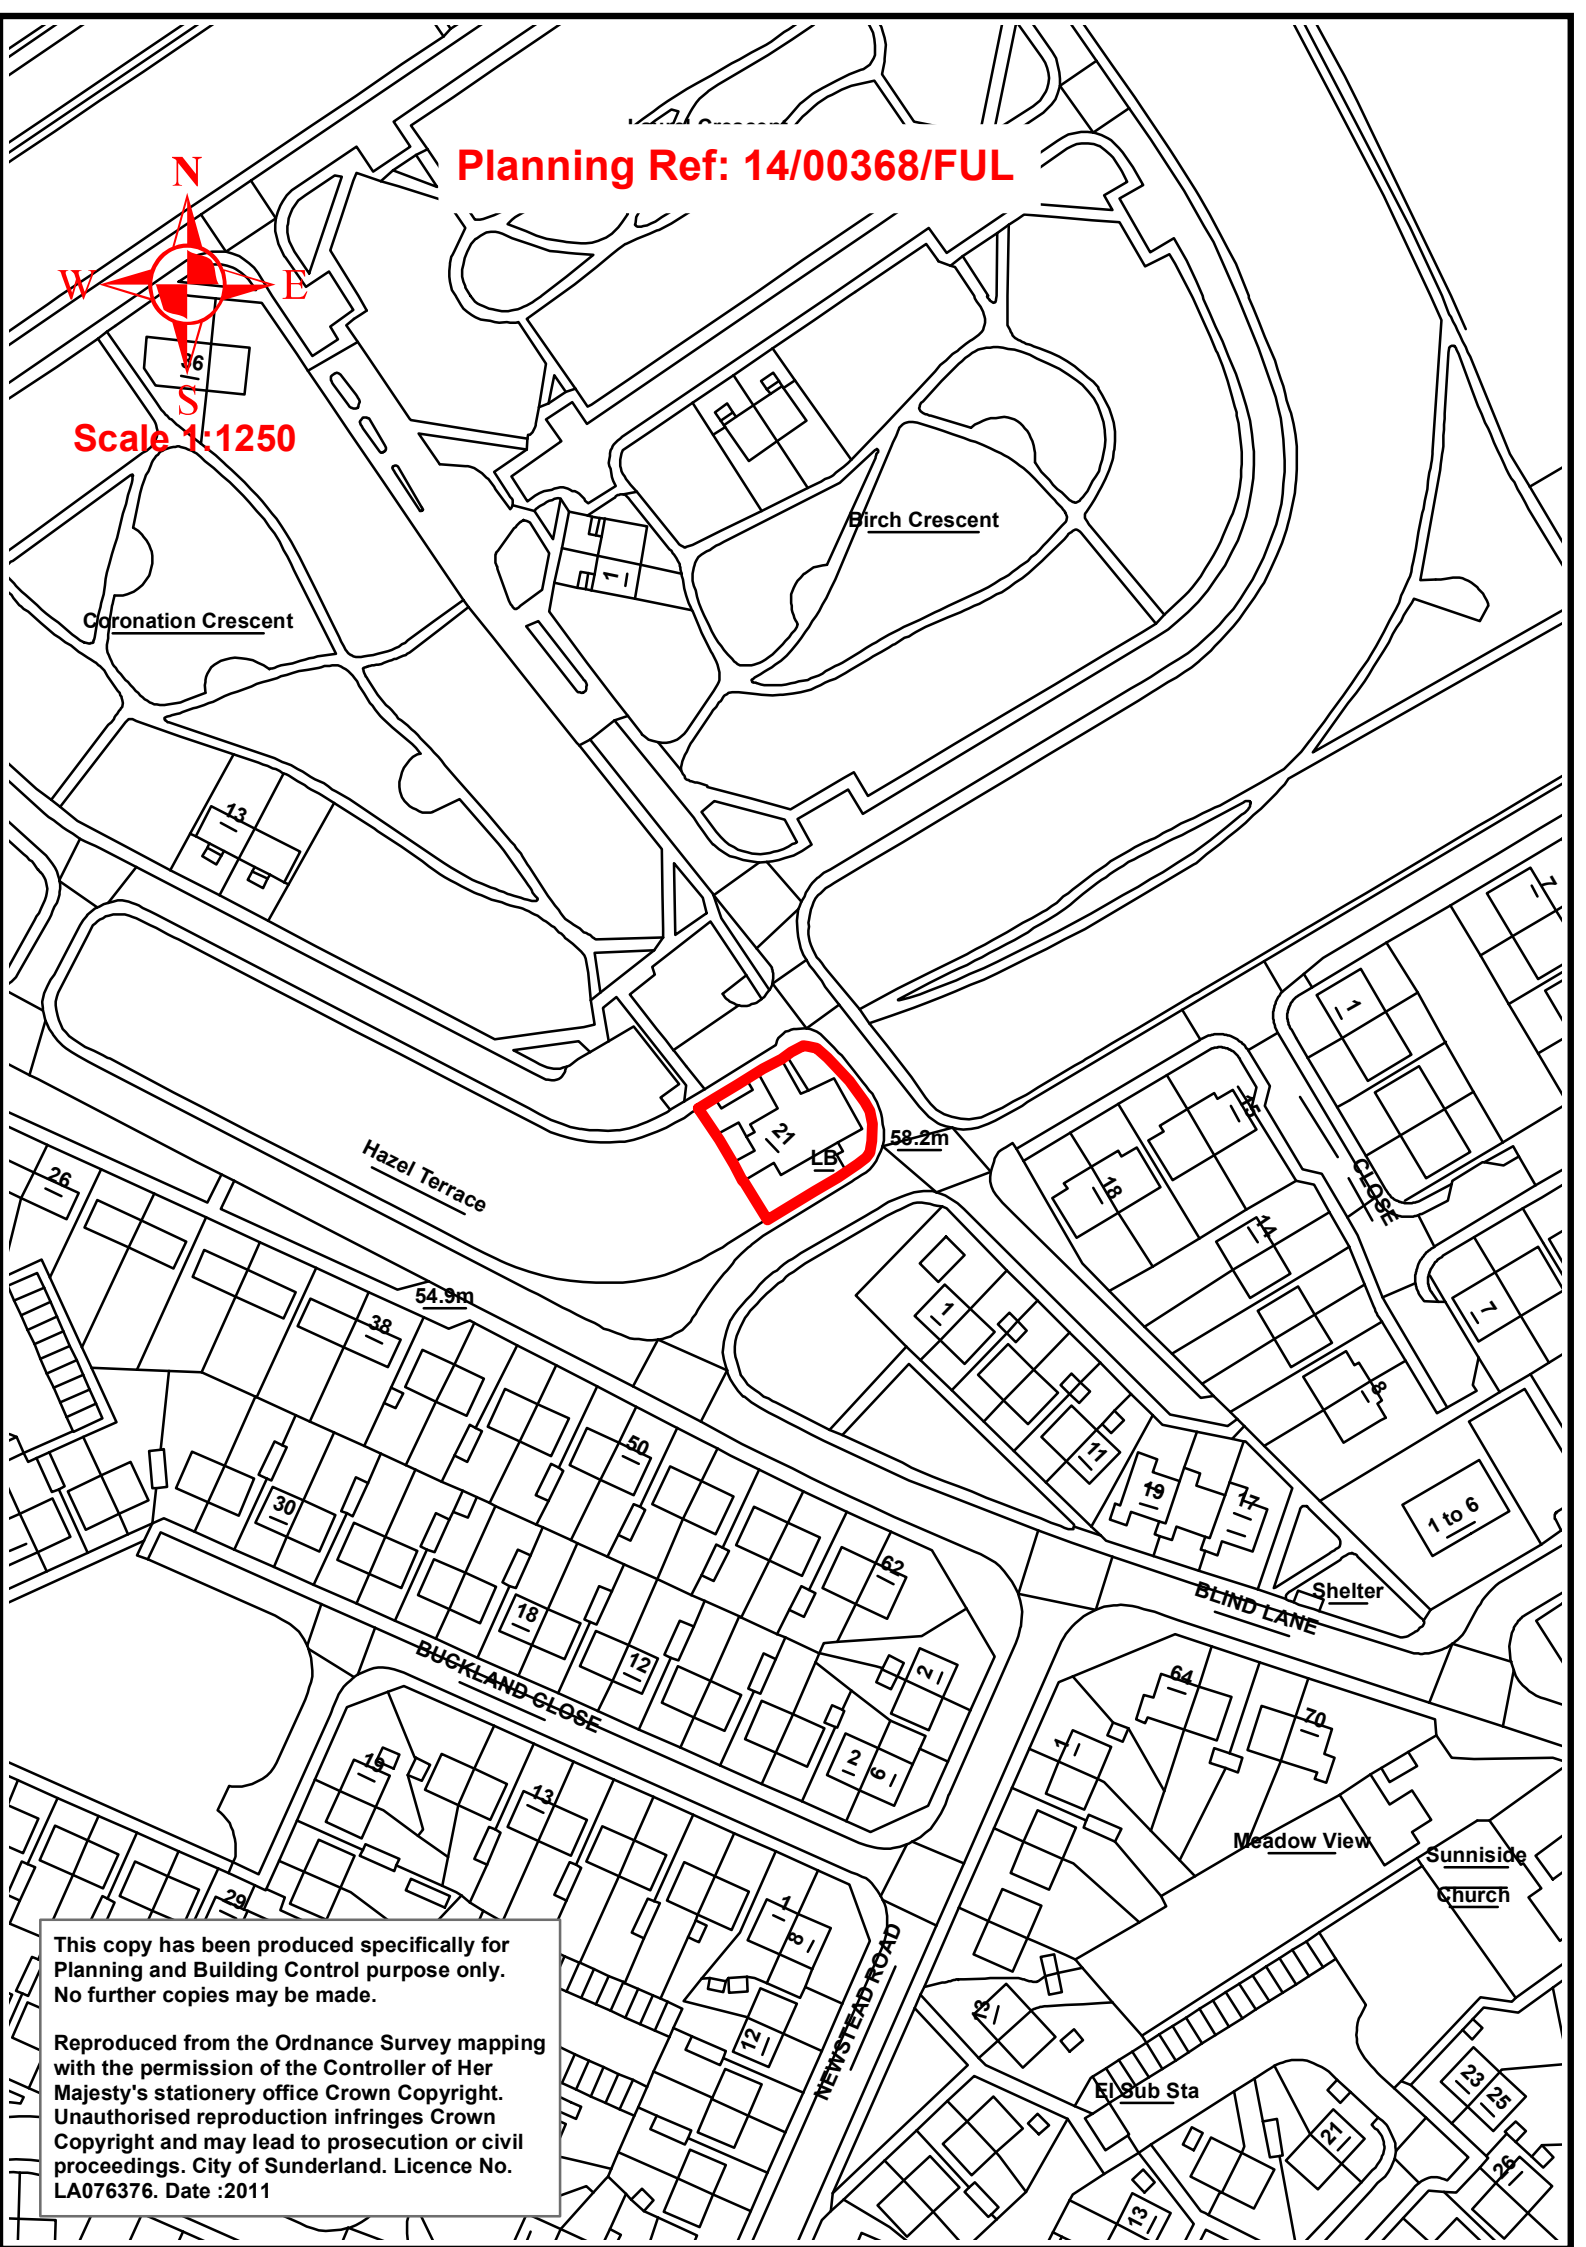 Planning Ref: 14/00368/FUL
N
W
E
S
36
Scale 1:1250
Birch Crescent
1
Coronation Crescent
13
7
1
Hazel Terrace
21
LB
58.2m
15
18
14
CLOSE
26
54.9m
38
1
7
8
50
11
19
17
1 to 6
30
62
BLIND LANE
Shelter
18
12
BUCKLAND CLOSE
2
64
70
1
2
6
19
13
Meadow View
Sunniside
Church
29
1
8
NEWSTEAD ROAD
12
13
El Sub Sta
23
25
21
26
13
This copy has been produced specifically for
Planning and Building Control purpose only.
No further copies may be made.
Reproduced from the Ordnance Survey mapping
with the permission of the Controller of Her
Majesty's stationery office Crown Copyright.
Unauthorised reproduction infringes Crown
Copyright and may lead to prosecution or civil
proceedings. City of Sunderland. Licence No.
LA076376. Date :2011